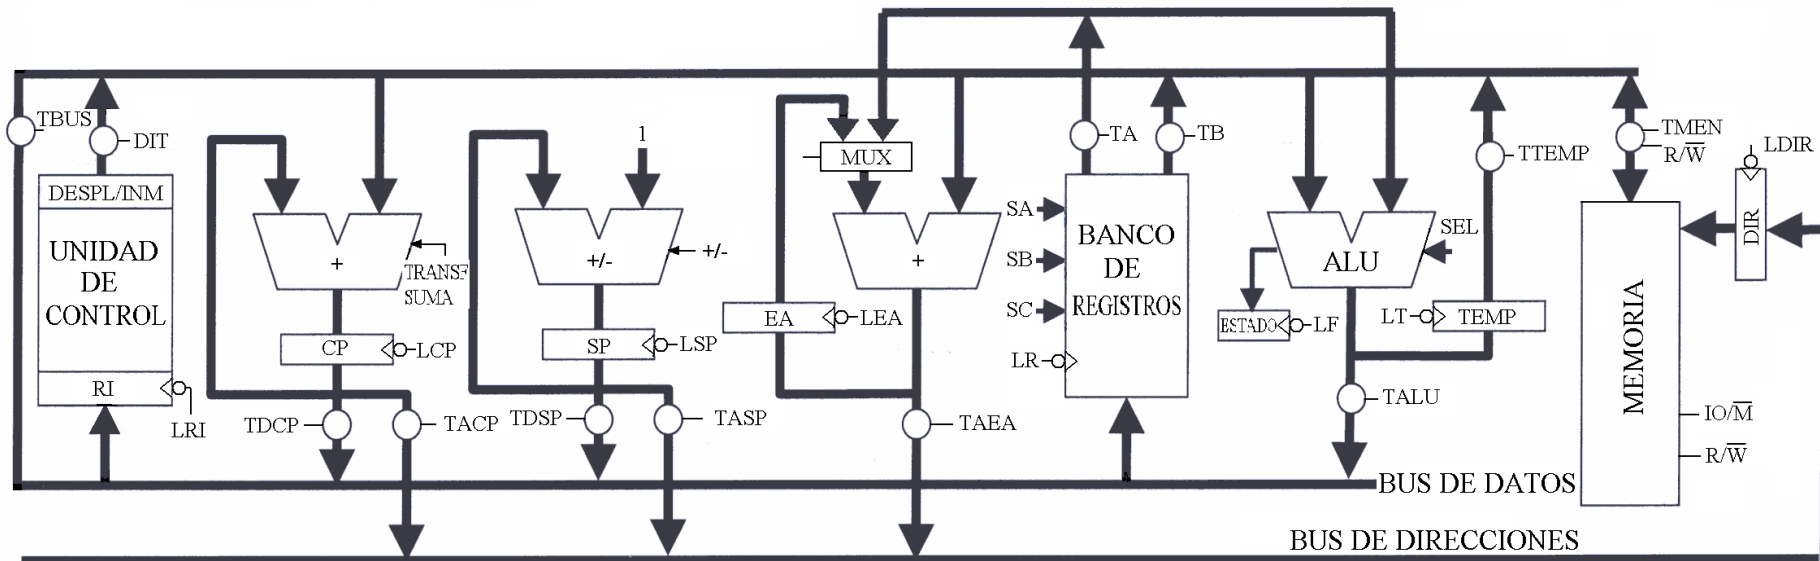 TBUS
DIT
DESPL/INM
UNIDAD
DE
CONTROL
RI
LRI
+
TRANSF
SUMA
CP
LCP
TDCP
TACP
1
+/-
+/-
SP
LSP
TDSP
TASP
MUX
+
EA
LEA
TAEA
TA
TB
SA
SB
SC
LR
BANCO
DE
REGISTROS
ALU
SEL
ESTADO
LF
LT
TEMP
TTEMP
TALU
TMEN
R/W̅
LDIR
DIR
MEMORIA
IO/M̅
R/W̅
BUS DE DATOS
BUS DE DIRECCIONES